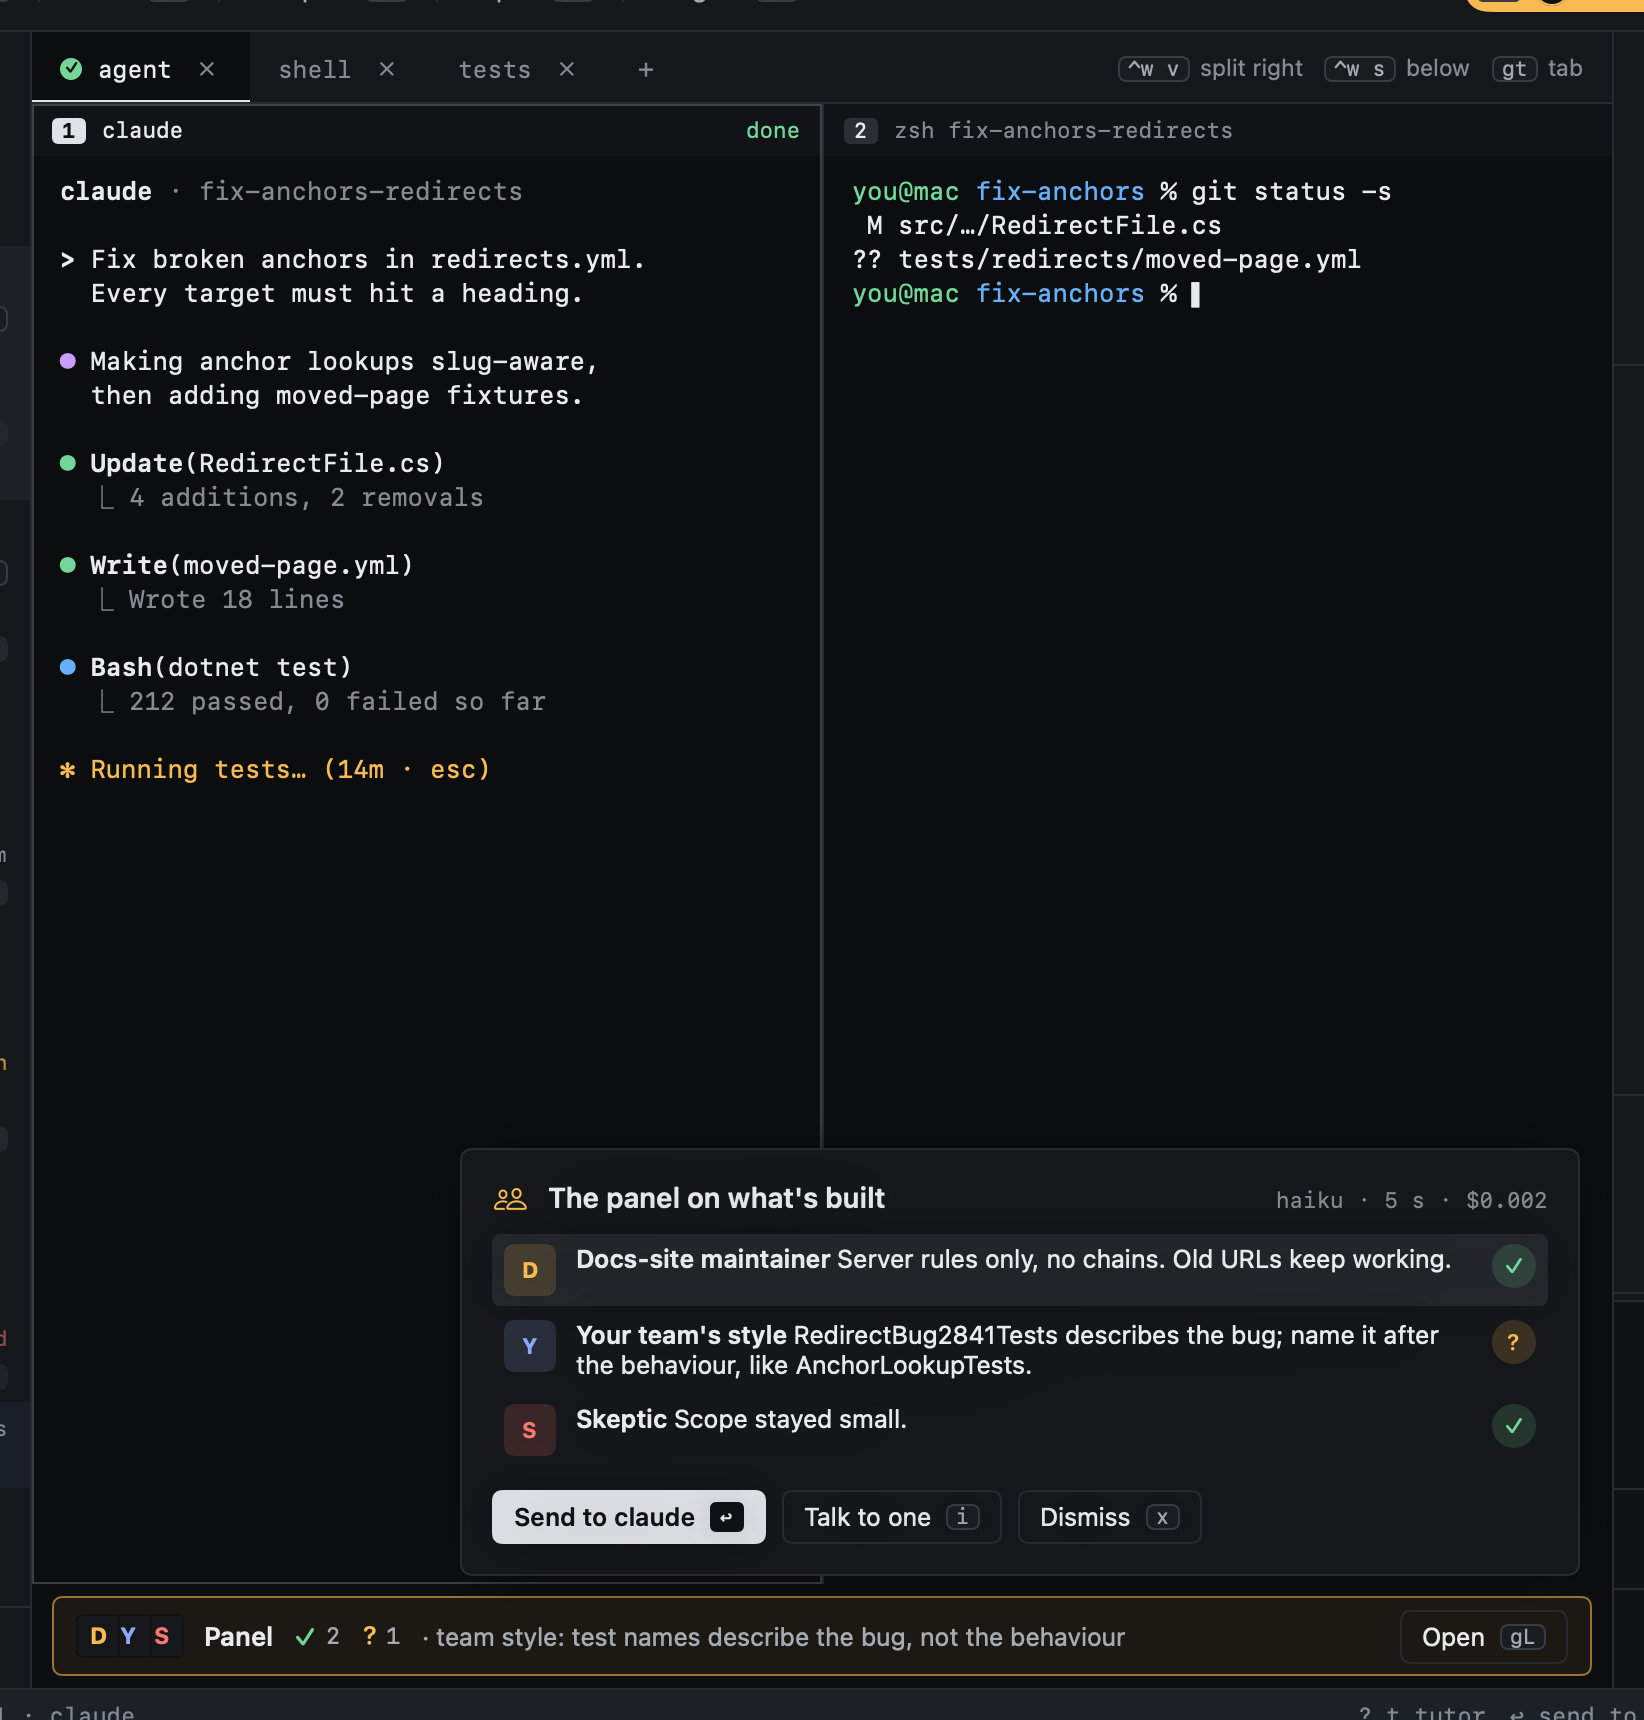 agent ×
shell ×
tests ×
+
^w v split right ^w s below gt tab
1 claude done
claude · fix-anchors-redirects
> Fix broken anchors in redirects.yml.
Every target must hit a heading.
● Making anchor lookups slug-aware,
then adding moved-page fixtures.
● Update(RedirectFile.cs)
⎿ 4 additions, 2 removals
● Write(moved-page.yml)
⎿ Wrote 18 lines
● Bash(dotnet test)
⎿ 212 passed, 0 failed so far
✻ Running tests… (14m · esc)
2 zsh fix-anchors-redirects
you@mac fix-anchors % git status -s
M src/…/RedirectFile.cs
?? tests/redirects/moved-page.yml
you@mac fix-anchors %
The panel on what's built haiku · 5 s · $0.002
D Docs-site maintainer Server rules only, no chains. Old URLs keep working. ✓
Y Your team's style RedirectBug2841Tests describes the bug; name it after ?
the behaviour, like AnchorLookupTests.
S Skeptic Scope stayed small. ✓
Send to claude ↩ Talk to one i Dismiss x
D Y S Panel ✓ 2 ? 1 · team style: test names describe the bug, not the behaviour Open gL
· claude ? t tutor ↩ send to